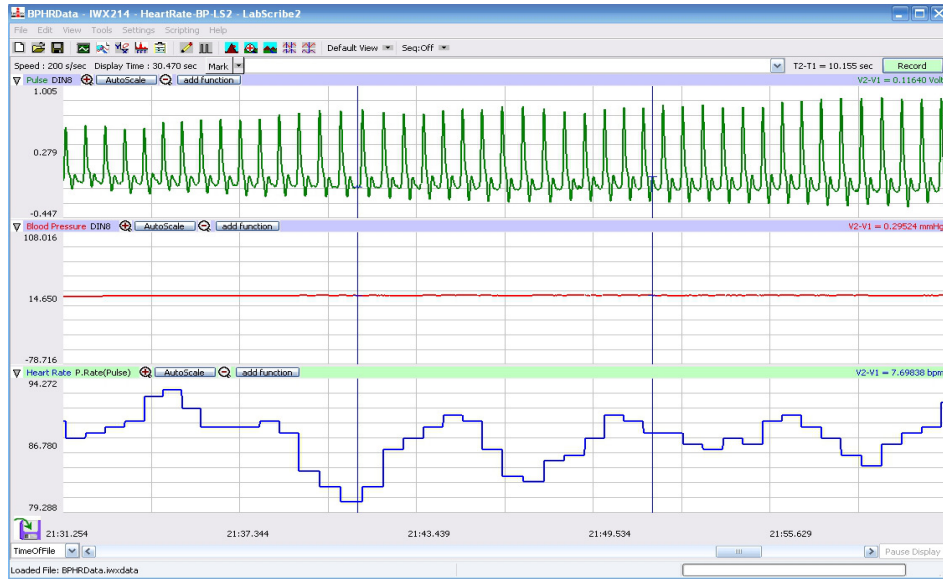 BPHRData - IWX214 - HeartRate-BP-LS2 - LabScribe2
File Edit View Tools Settings Scripting Help
Default View Seq:Off
Speed : 200 s/sec Display Time : 30.470 sec Mark T2-T1 = 10.155 sec Record
Pulse DIN8 AutoScale add function V2-V1 = 0.11640 Volt
1.005
0.279
-0.447
Blood Pressure DIN8 AutoScale add function V2-V1 = 0.29524 mmHg
108.016
14.650
-78.716
Heart Rate P.Rate(Pulse) AutoScale add function V2-V1 = 7.69838 bpm
94.272
86.780
79.288
21:31.254 21:37.344 21:43.439 21:49.534 21:55.629
TimeOfFile Pause Display
Loaded File: BPHRData.iwxdata